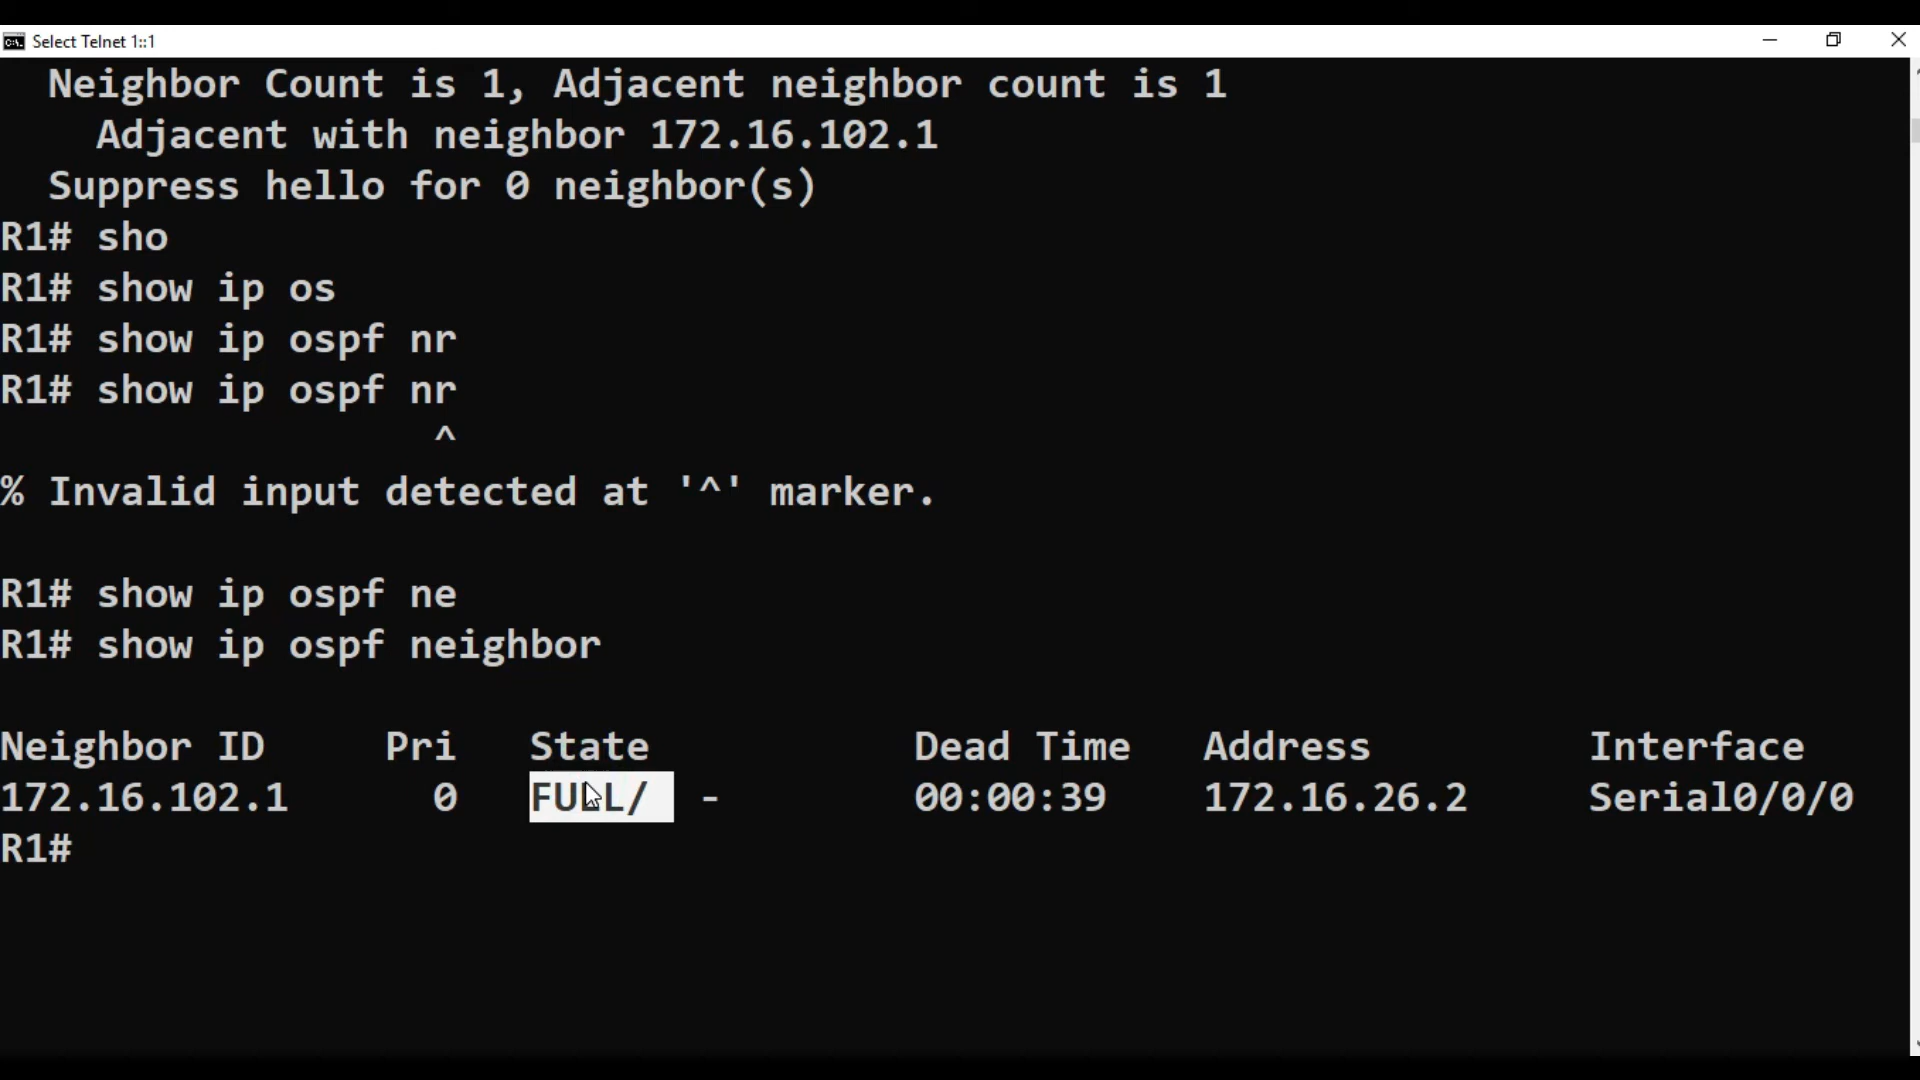 Select Telnet 1::1
Neighbor Count is 1, Adjacent neighbor count is 1
Adjacent with neighbor 172.16.102.1
Suppress hello for 0 neighbor(s)
R1# sho
R1# show ip os
R1# show ip ospf nr
R1# show ip ospf nr
^
% Invalid input detected at '^' marker.
R1# show ip ospf ne
R1# show ip ospf neighbor
Neighbor ID Pri State Dead Time Address Interface
172.16.102.1 0 FULL/ - 00:00:39 172.16.26.2 Serial0/0/0
R1#